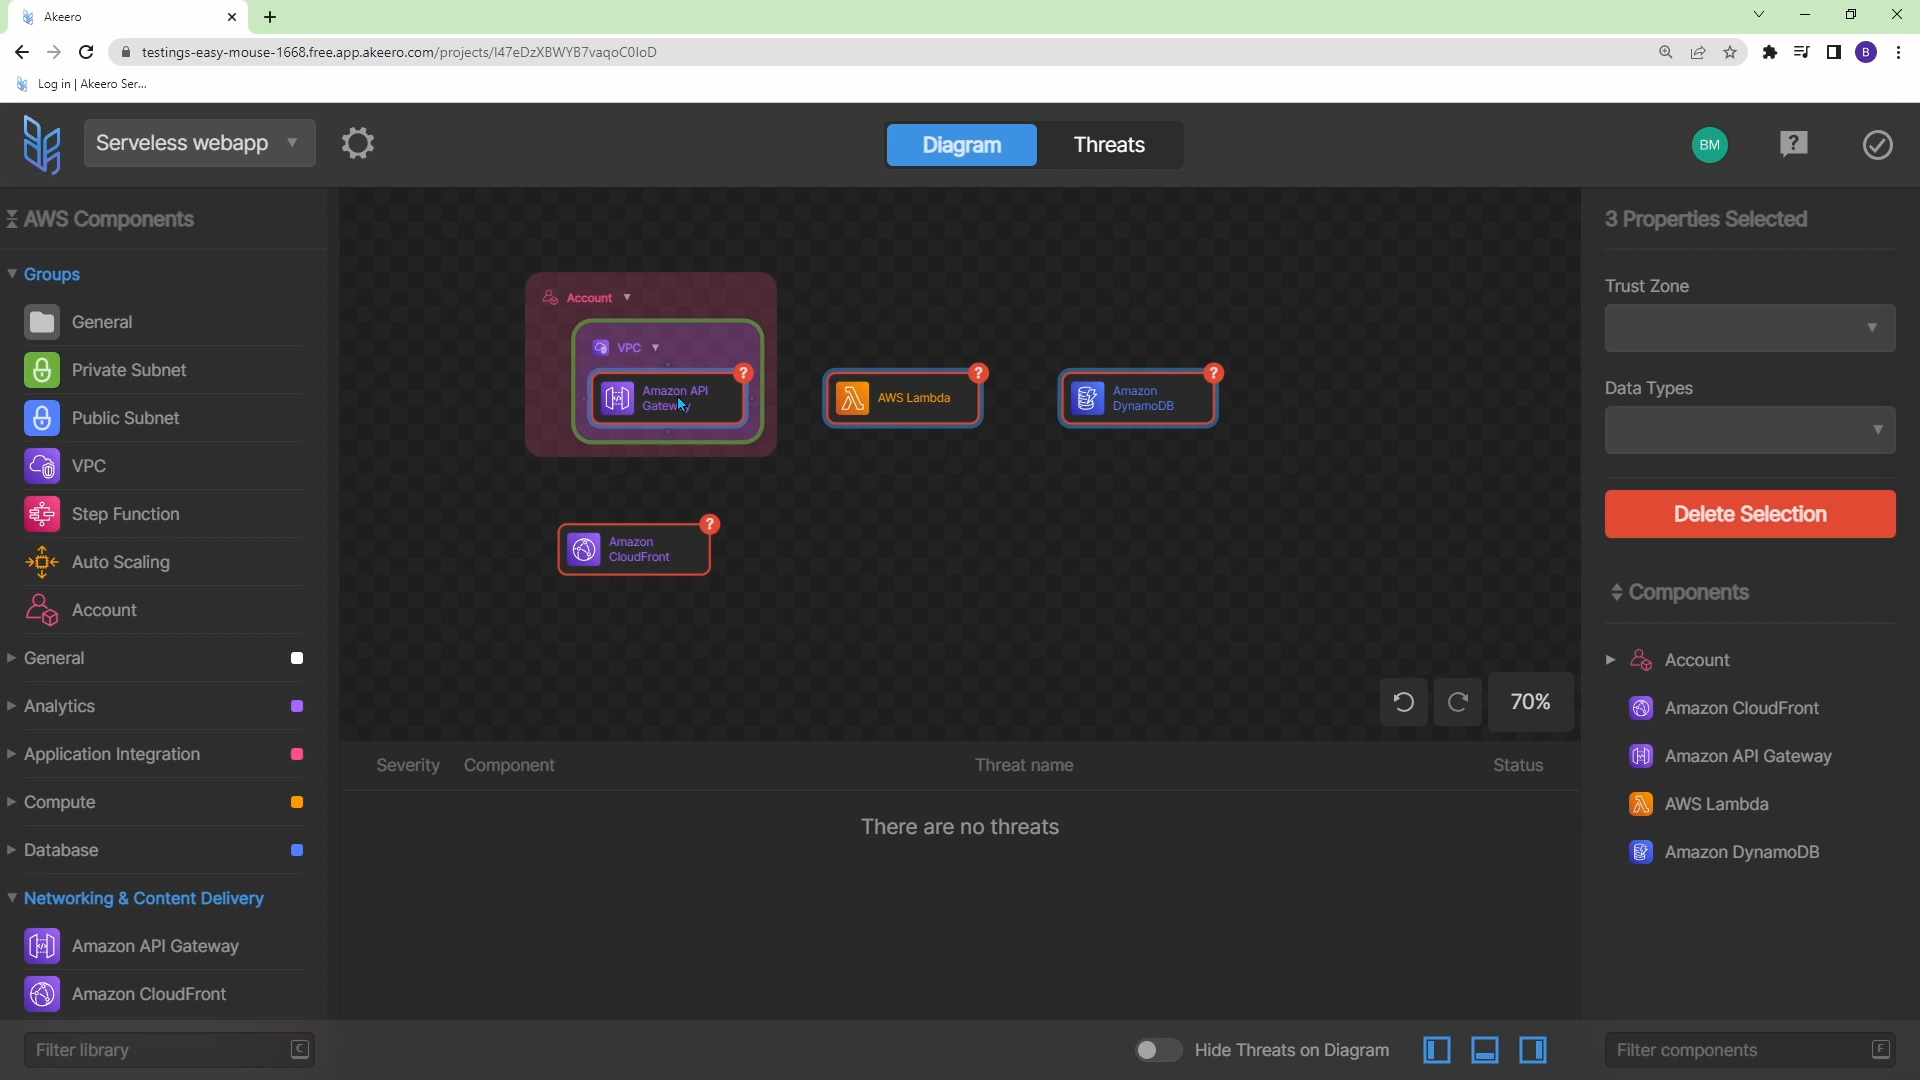 Akeero
testings-easy-mouse-1668.free.app.akeero.com/projects/l47eDzXBWYB7vaqoC0IoD
B
Log in | Akeero Ser...
Serveless webapp
Diagram
Threats
BM
?
AWS Components
Groups
General
Private Subnet
Public Subnet
VPC
Step Function
Auto Scaling
Account
General
Analytics
Application Integration
Compute
Database
Networking & Content Delivery
Amazon API Gateway
Amazon CloudFront
Filter library
C
Account
VPC
?
Amazon API
Gateway
?
AWS Lambda
?
Amazon
DynamoDB
?
Amazon
CloudFront
70%
Severity Component Threat name Status
There are no threats
Hide Threats on Diagram
3 Properties Selected
Trust Zone
Data Types
Delete Selection
Components
Account
Amazon CloudFront
Amazon API Gateway
AWS Lambda
Amazon DynamoDB
Filter components
F